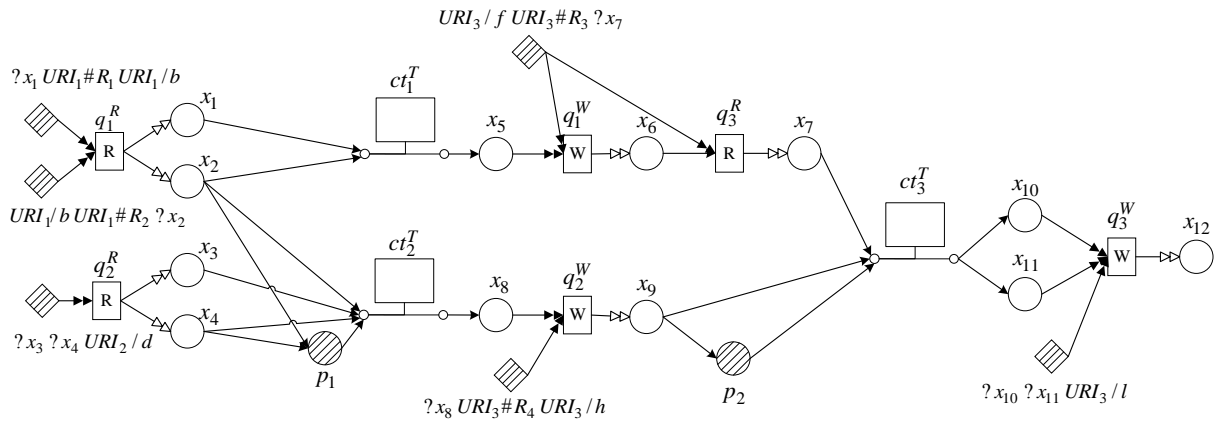 URI₃/f URI₃#R₃ ?x₇
?x₁ URI₁#R₁ URI₁/b
q₁ᴿ
R
x₁
x₂
ct₁ᵀ
x₅
q₁ᵂ
W
x₆
q₃ᴿ
R
x₇
URI₁/b URI₁#R₂ ?x₂
ct₃ᵀ
x₁₀
x₁₁
q₃ᵂ
W
x₁₂
q₂ᴿ
R
x₃
x₄
ct₂ᵀ
x₈
q₂ᵂ
W
x₉
?x₃ ?x₄ URI₂/d
p₁
p₂
?x₈ URI₃#R₄ URI₃/h
?x₁₀ ?x₁₁ URI₃/l